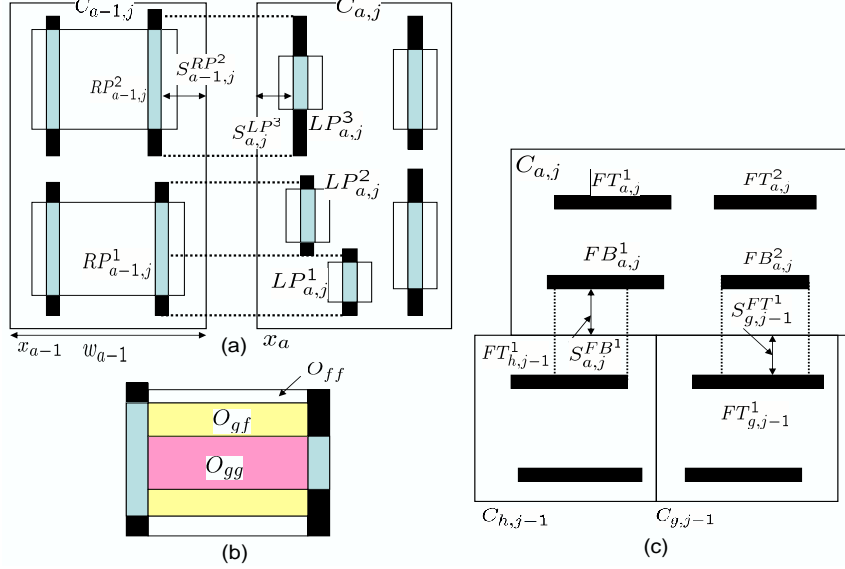 C_{a-1,j}
C_{a,j}
S^{RP^2}_{a-1,j}
RP^2_{a-1,j}
S^{LP^3}_{a,j}
LP^3_{a,j}
LP^2_{a,j}
RP^1_{a-1,j}
LP^1_{a,j}
x_{a-1}
w_{a-1}
(a)
x_a
O_{ff}
O_{gf}
O_{gg}
(b)
C_{a,j}
FT^1_{a,j}
FT^2_{a,j}
FB^1_{a,j}
FB^2_{a,j}
S^{FT^1}_{g,j-1}
FT^1_{h,j-1}
S^{FB^1}_{a,j}
FT^1_{g,j-1}
C_{h,j-1}
C_{g,j-1}
(c)